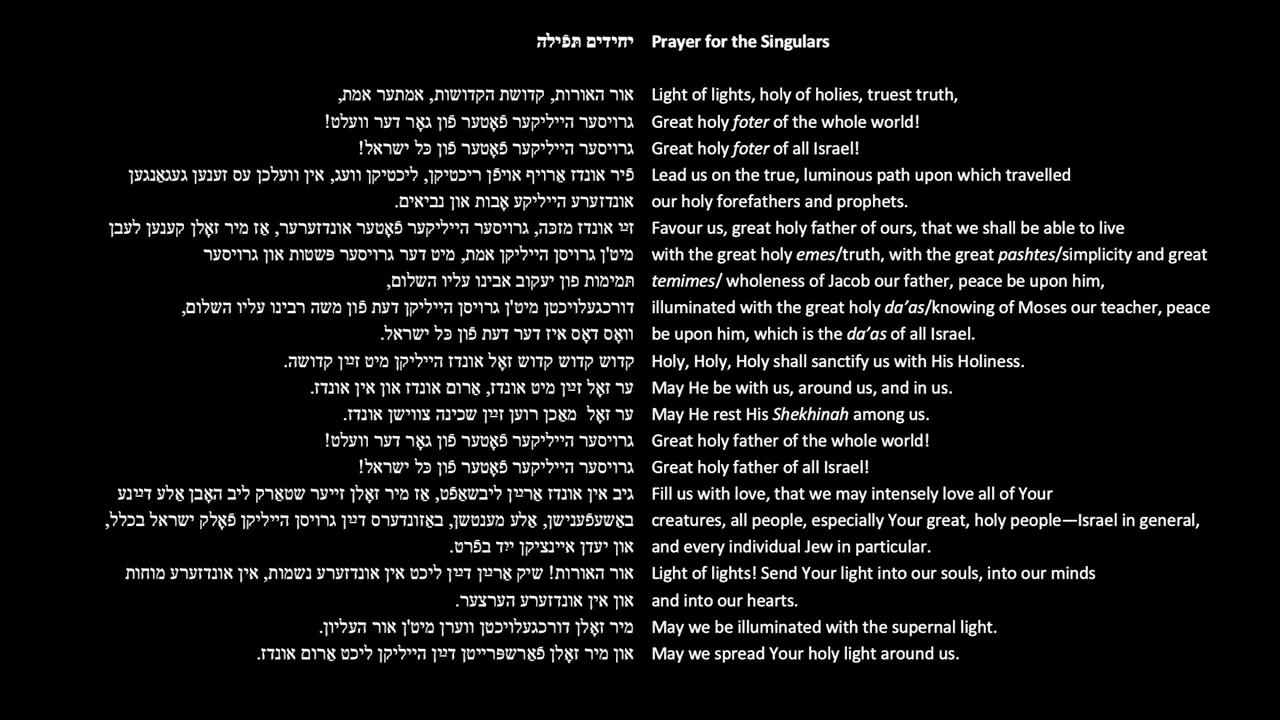 יחידים תּפֿילה
Prayer for the Singulars
אור האורות, קדושת הקדושות, אמתער אמת,
Light of lights, holy of holies, truest truth,
גרויסער הייליקער פֿאָטער פֿון גאָר דער וועלט!
Great holy foter of the whole world!
גרויסער הייליקער פֿאָטער פֿון כּל ישׂראל!
Great holy foter of all Israel!
פֿיר אונדז אַרויף אויפֿן ריכטיקן, ליכטיקן וועג, אין וועלכן עס זענען געגאַנגען
Lead us on the true, luminous path upon which travelled
אונדזערע הייליקע אָבות און נביאים.
our holy forefathers and prophets.
זײַ אונדז מזכּה, גרויסער הייליקער פֿאָטער אונדזערער, אַז מיר זאָלן קענען לעבן
Favour us, great holy father of ours, that we shall be able to live
מיט'ן גרויסן הייליקן אמת, מיט דער גרויסער פּשטות און גרויסער
with the great holy emes/truth, with the great pashtes/simplicity and great
תּמימות פון יעקוב אבינו עליו השלום,
temimes/ wholeness of Jacob our father, peace be upon him,
דורכגעלויכטן מיט'ן גרויסן הייליקן דעת פֿון משה רבינו עליו השלום,
illuminated with the great holy da’as/knowing of Moses our teacher, peace
וואָס דאָס איז דער דעת פֿון כּל ישׂראל.
be upon him, which is the da’as of all Israel.
קדוש קדוש קדוש זאָל אונדז הייליקן מיט זײַן קדושה.
Holy, Holy, Holy shall sanctify us with His Holiness.
ער זאָל זײַן מיט אונדז, אַרום אונדז און אין אונדז.
May He be with us, around us, and in us.
ער זאָל מאַכן רוען זײַן שכינה צווישן אונדז.
May He rest His Shekhinah among us.
גרויסער הייליקער פֿאָטער פֿון גאָר דער וועלט!
Great holy father of the whole world!
גרויסער הייליקער פֿאָטער פֿון כּל ישׂראל!
Great holy father of all Israel!
גיב אין אונדז אַרײַן ליבשאַפֿט, אַז מיר זאָלן זייער שטאַרק ליב האָבן אַלע דײַנע
Fill us with love, that we may intensely love all of Your
באַשעפֿענישן, אַלע מענטשן, באַזונדערס דײַן גרויסן הייליקן פֿאָלק ישׂראל בכלל,
creatures, all people, especially Your great, holy people—Israel in general,
און יעדן איינציקן ייִד בפֿרט.
and every individual Jew in particular.
אור האורות! שיק אַרײַן דײַן ליכט אין אונדזערע נשמות, אין אונדזערע מוחות
Light of lights! Send Your light into our souls, into our minds
און אין אונדזערע הערצער.
and into our hearts.
מיר זאָלן דורכגעלויכטן ווערן מיט'ן אור העליון.
May we be illuminated with the supernal light.
און מיר זאָלן פֿאַרשפּרייטן דײַן הייליקן ליכט אַרום אונדז.
May we spread Your holy light around us.